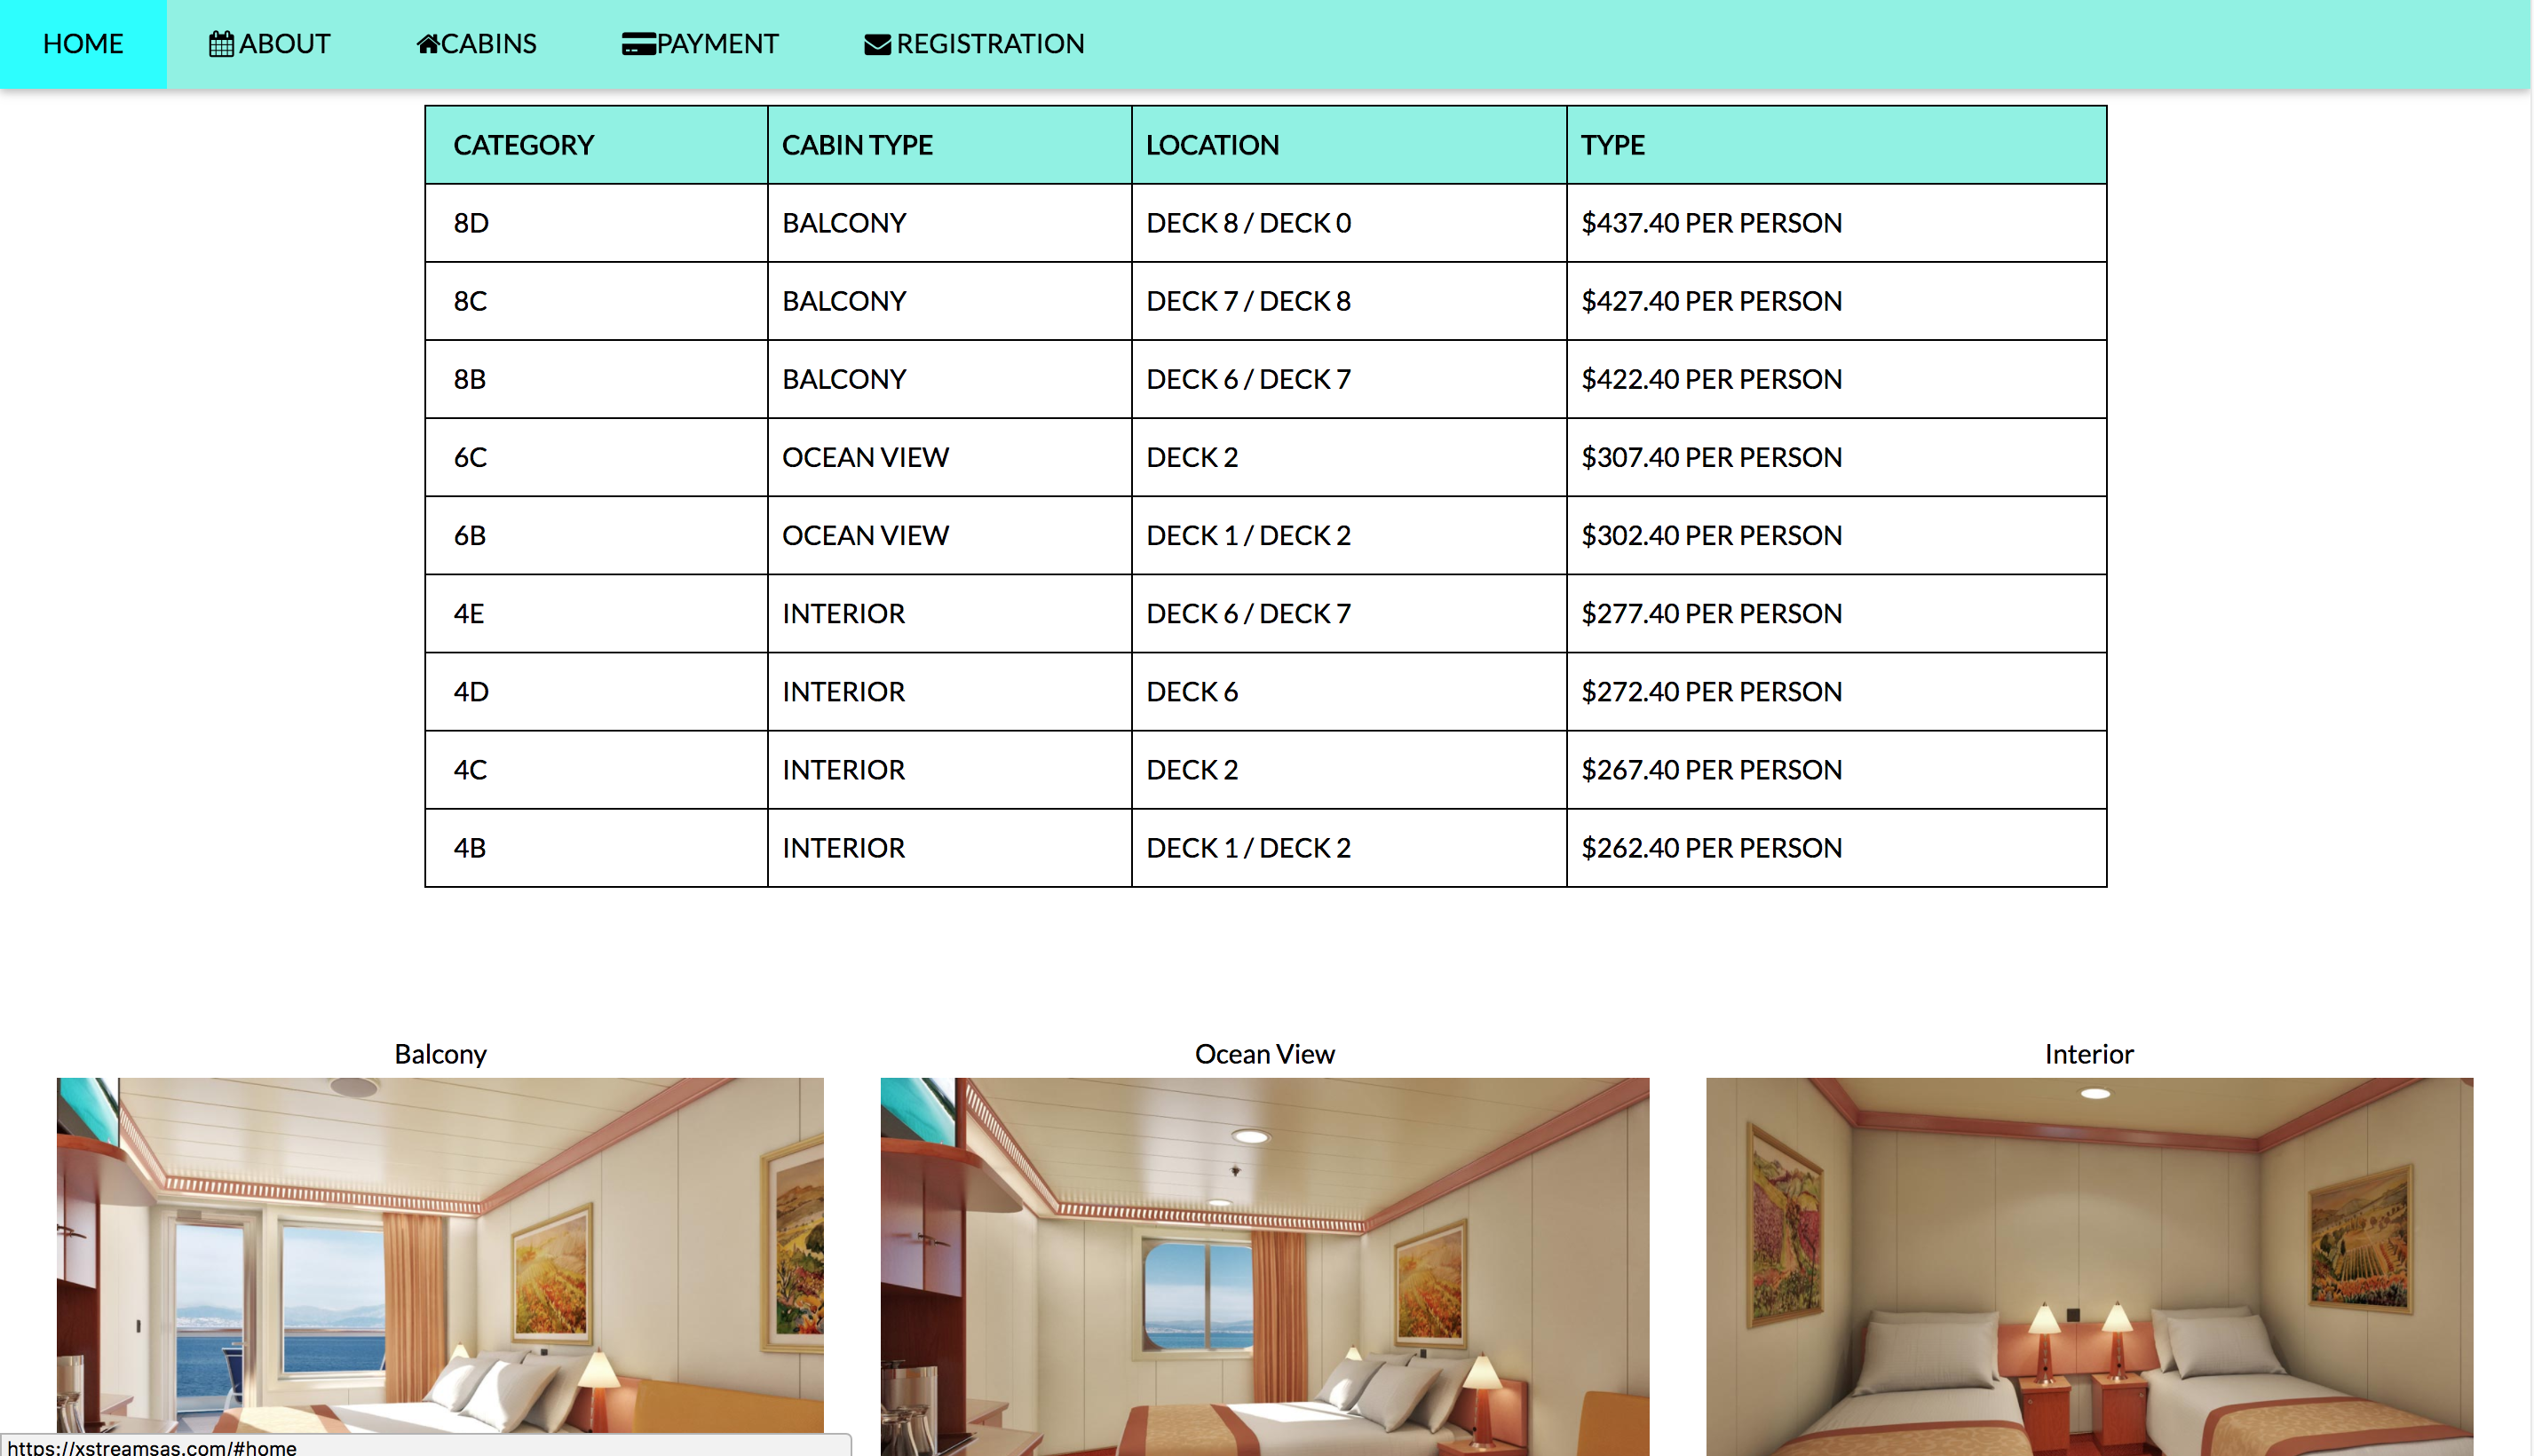 HOME ABOUT CABINS PAYMENT REGISTRATION
CATEGORY CABIN TYPE LOCATION TYPE
8D BALCONY DECK 8 / DECK 0 $437.40 PER PERSON
8C BALCONY DECK 7 / DECK 8 $427.40 PER PERSON
8B BALCONY DECK 6 / DECK 7 $422.40 PER PERSON
6C OCEAN VIEW DECK 2 $307.40 PER PERSON
6B OCEAN VIEW DECK 1 / DECK 2 $302.40 PER PERSON
4E INTERIOR DECK 6 / DECK 7 $277.40 PER PERSON
4D INTERIOR DECK 6 $272.40 PER PERSON
4C INTERIOR DECK 2 $267.40 PER PERSON
4B INTERIOR DECK 1 / DECK 2 $262.40 PER PERSON
Balcony Ocean View Interior
https://xstreamsas.com/#home